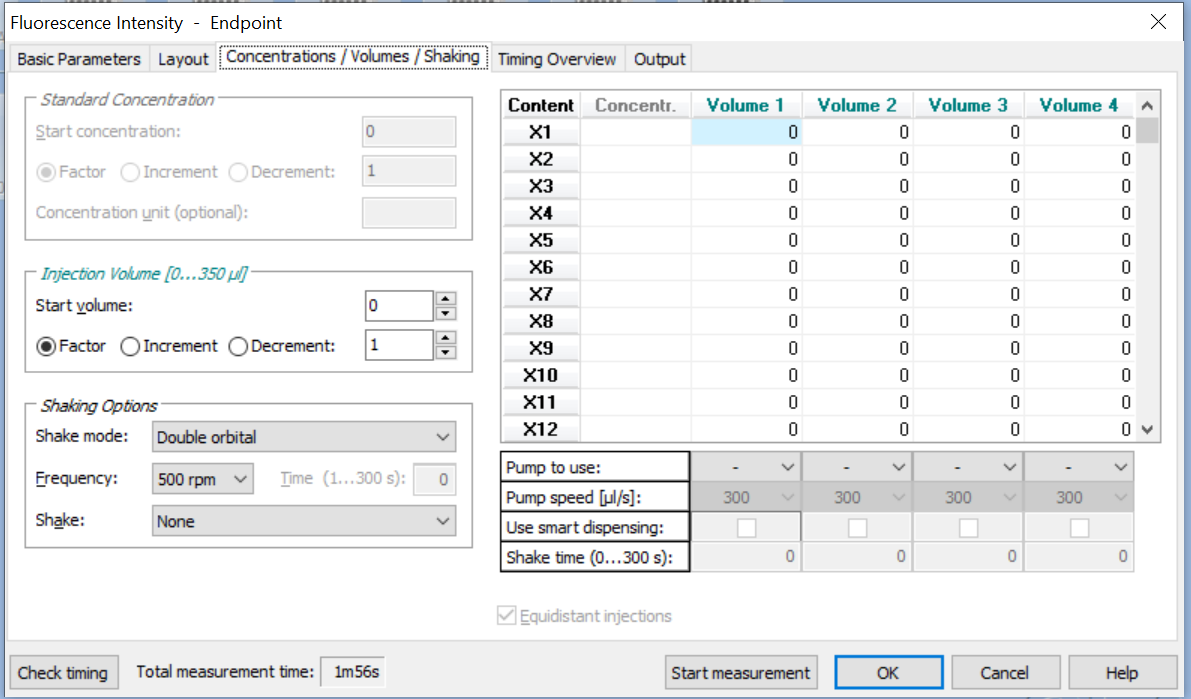 Fluorescence Intensity - Endpoint
Basic Parameters Layout Concentrations / Volumes / Shaking Timing Overview Output
Standard Concentration
Start concentration: 0
Factor Increment Decrement: 1
Concentration unit (optional):
Injection Volume [0...350 µl]
Start volume: 0
Factor Increment Decrement: 1
Shaking Options
Shake mode: Double orbital
Frequency: 500 rpm Time (1...300 s): 0
Shake: None
Content Concentr. Volume 1 Volume 2 Volume 3 Volume 4
X1 0 0 0 0
X2 0 0 0 0
X3 0 0 0 0
X4 0 0 0 0
X5 0 0 0 0
X6 0 0 0 0
X7 0 0 0 0
X8 0 0 0 0
X9 0 0 0 0
X10 0 0 0 0
X11 0 0 0 0
X12 0 0 0 0
Pump to use: - - - -
Pump speed [µl/s]: 300 300 300 300
Use smart dispensing:
Shake time (0...300 s): 0 0 0 0
Equidistant injections
Check timing Total measurement time: 1m56s Start measurement OK Cancel Help